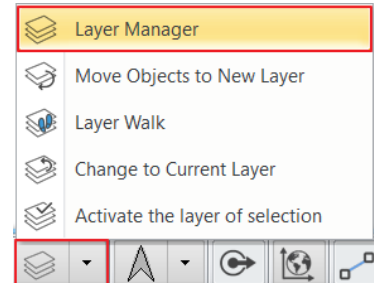 Layer Manager
Move Objects to New Layer
Layer Walk
Change to Current Layer
Activate the layer of selection